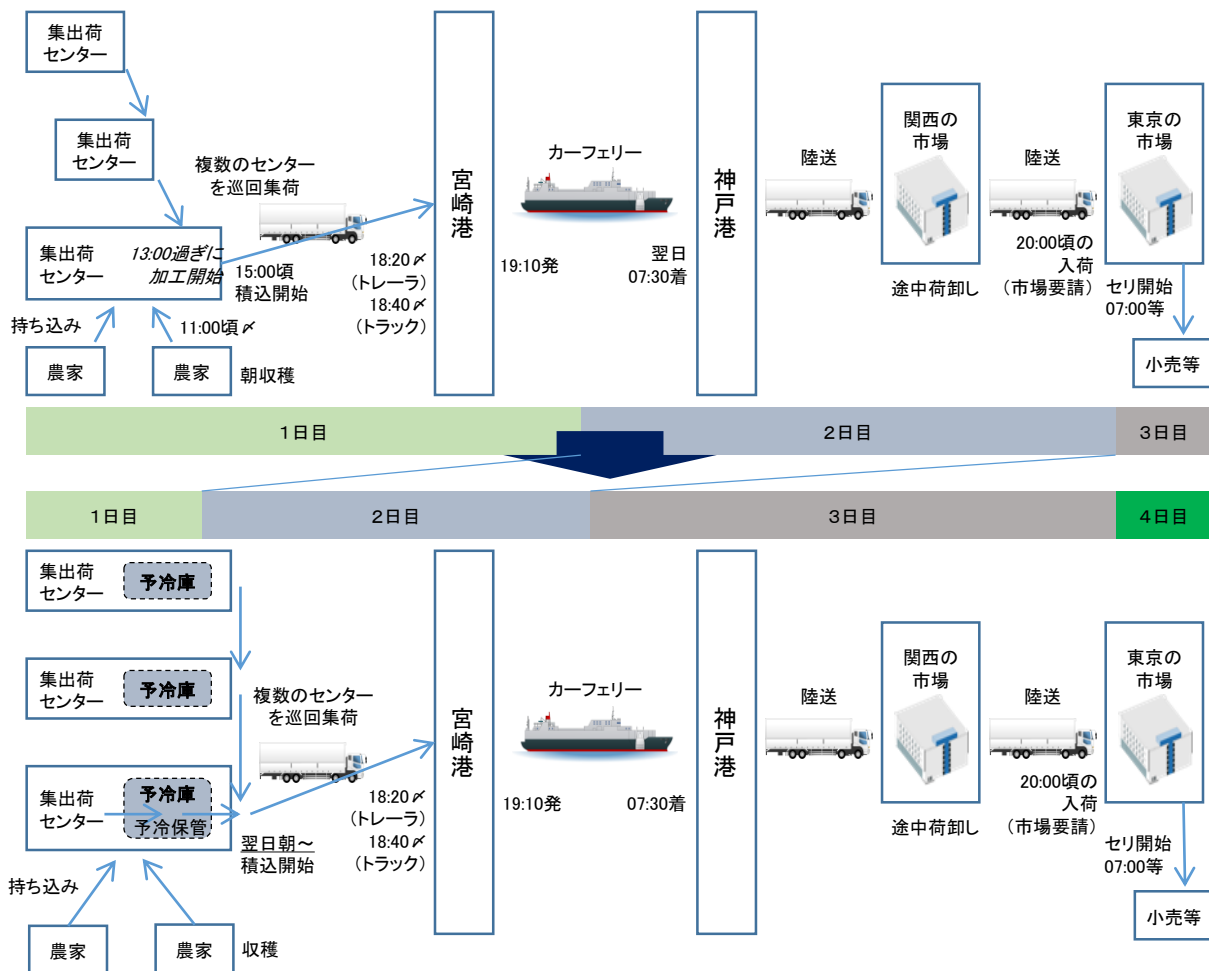 集出荷
センター
集出荷
センター
複数のセンター
を巡回集荷
集出荷
センター
13:00過ぎに
加工開始
15:00頃
積込開始
持ち込み
11:00頃〆
農家
農家
朝収穫
18:20〆
(トレーラ)
18:40〆
(トラック)
宮崎港
カーフェリー
19:10発
翌日
07:30着
神戸港
陸送
関西の
市場
途中荷卸し
陸送
20:00頃の
入荷
(市場要請)
東京の
市場
セリ開始
07:00等
小売等
1日目
2日目
3日目
1日目
2日目
3日目
4日目
集出荷
センター
予冷庫
集出荷
センター
予冷庫
複数のセンター
を巡回集荷
集出荷
センター
予冷庫
予冷保管
翌日朝～
積込開始
持ち込み
農家
農家
収穫
18:20〆
(トレーラ)
18:40〆
(トラック)
宮崎港
カーフェリー
19:10発
07:30着
神戸港
陸送
関西の
市場
途中荷卸し
陸送
20:00頃の
入荷
(市場要請)
東京の
市場
セリ開始
07:00等
小売等